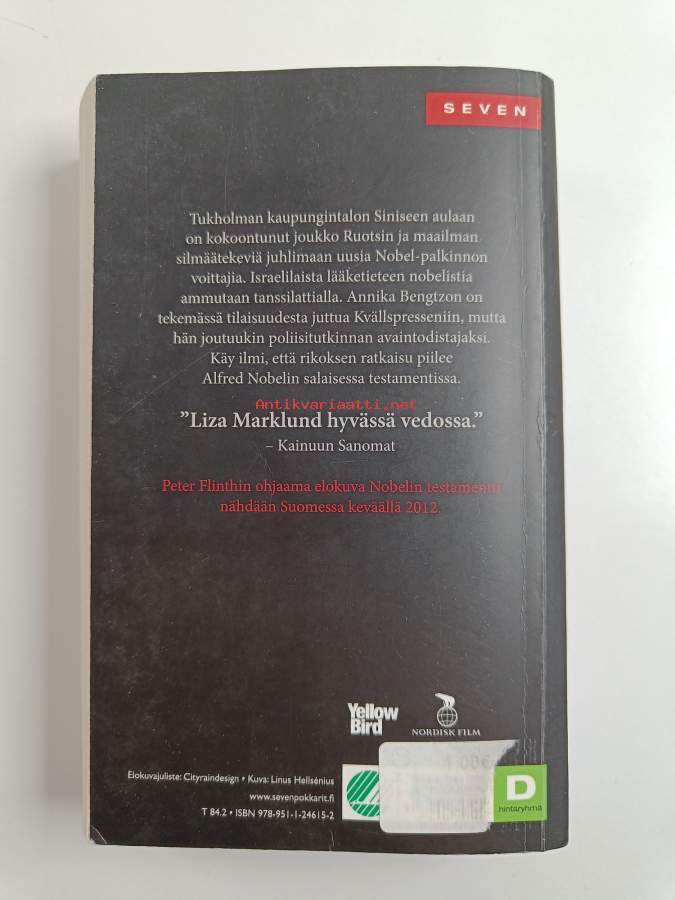 SEVEN
Tukholman kaupungintalon Siniseen aulaan
on kokoontunut joukko Ruotsin ja maailman
silmäätekeviä juhlimaan uusia Nobel-palkinnon
voittajia. Israelilaista lääketieteen nobelistia
ammutaan tanssilattialla. Annika Bengtzon on
tekemässä tilaisuudesta juttua Kvällspresseniin, mutta
hän joutuukin poliisitutkinnan avaintodistajaksi.
Käy ilmi, että rikoksen ratkaisu piilee
Alfred Nobelin salaisessa testamentissa.
Antikvariaatti.net
”Liza Marklund hyvässä vedossa.”
– Kainuun Sanomat
Peter Flinthin ohjaama elokuva Nobelin testamentti
nähdään Suomessa keväällä 2012.
Yellow
Bird
NORDISK FILM
Elokuvajuliste: Cityraindesign • Kuva: Linus Hellsénius
www.sevenpokkarit.fi
T 84.2 • ISBN 978-951-1-24615-2
D
hintaryhmä